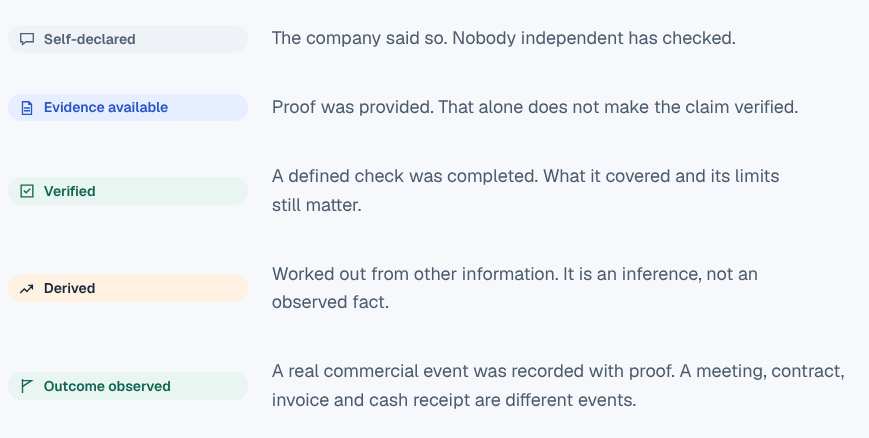 Self-declared
The company said so. Nobody independent has checked.
Evidence available
Proof was provided. That alone does not make the claim verified.
Verified
A defined check was completed. What it covered and its limits
still matter.
Derived
Worked out from other information. It is an inference, not an
observed fact.
Outcome observed
A real commercial event was recorded with proof. A meeting, contract,
invoice and cash receipt are different events.